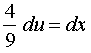 4/9 du = dx